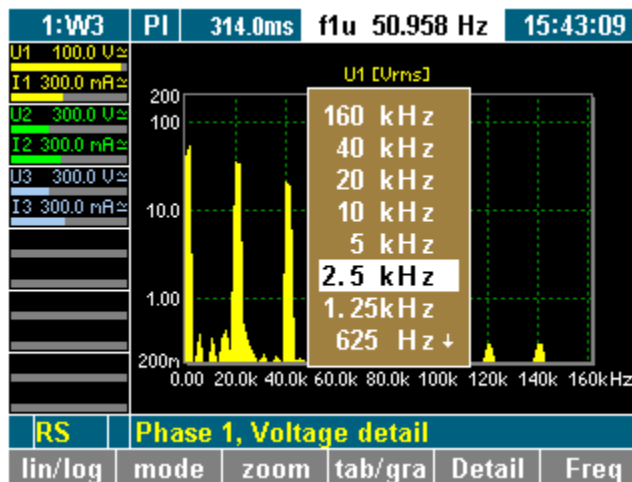 1:W3 PI 314.0ms f1u 50.958 Hz 15:43:09
U1 100.0 V≃
I1 300.0 mA≃
U2 300.0 V≃
I2 300.0 mA≃
U3 300.0 V≃
I3 300.0 mA≃
U1 [Vrms]
200
100
10.0
1.00
200m
0.00 20.0k 40.0k 60.0k 80.0k 100k 120k 140k 160kHz
160 kHz
40 kHz
20 kHz
10 kHz
5 kHz
2.5 kHz
1.25kHz
625 Hz↓
RS Phase 1, Voltage detail
lin/log mode zoom tab/gra Detail Freq